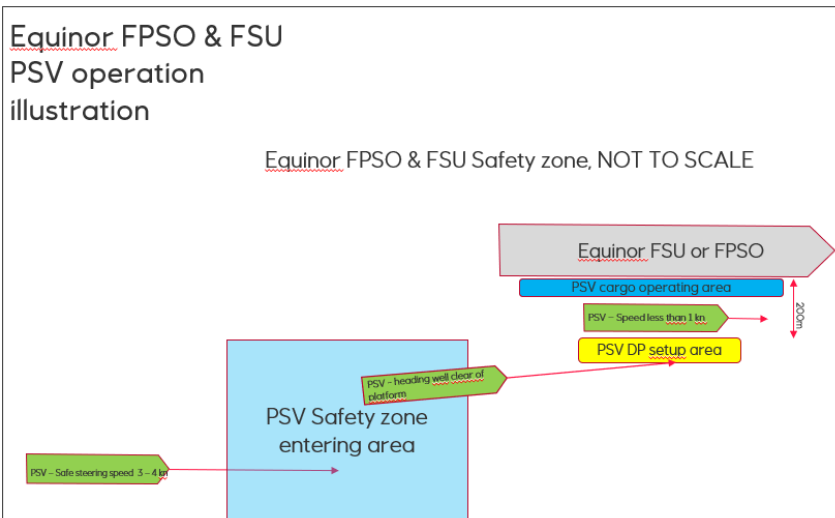 Equinor FPSO & FSU
PSV operation
illustration
Equinor FPSO & FSU Safety zone, NOT TO SCALE
Equinor FSU or FPSO
PSV cargo operating area
PSV – Speed less than 1 kn
200m
PSV DP setup area
PSV – heading well clear of
platform
PSV Safety zone
entering area
PSV – Safe steering speed 3 – 4 kn